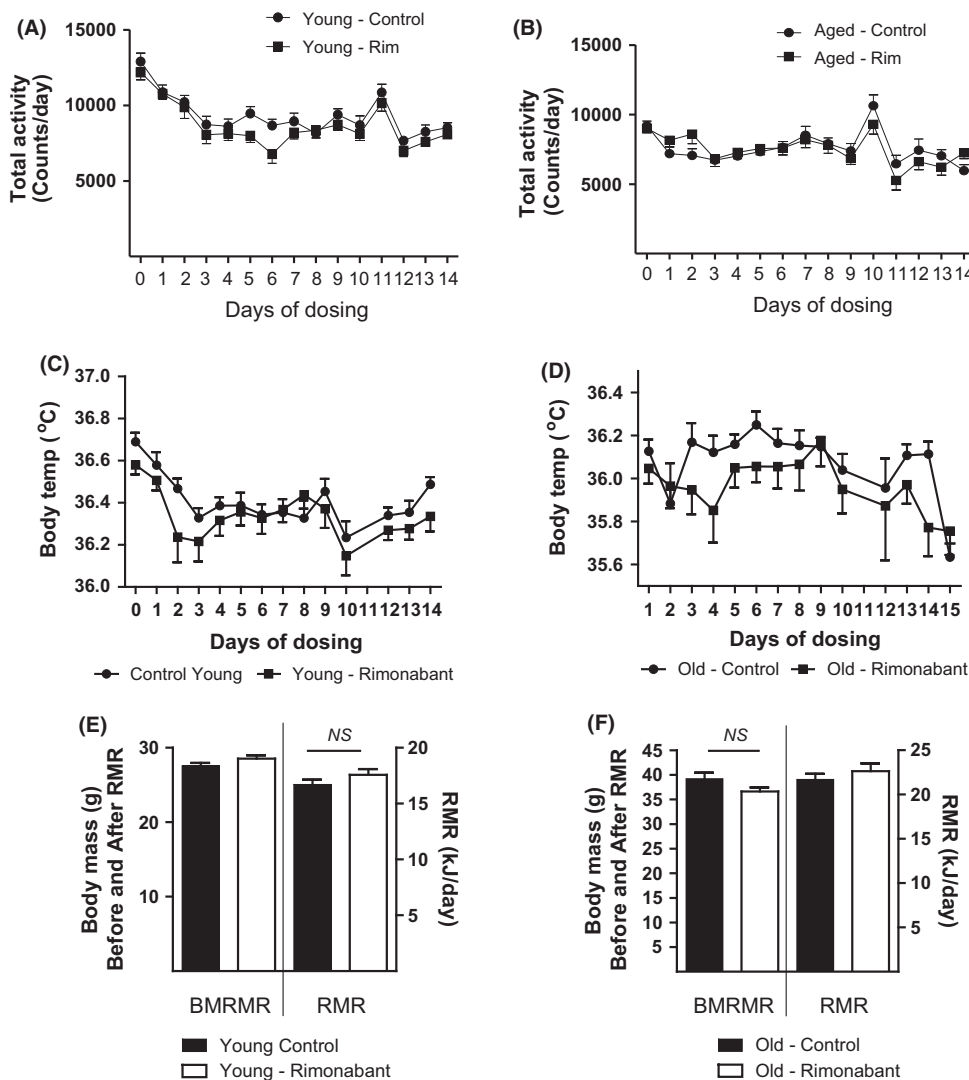 (A)
Young - Control
Young - Rim
15000
10000
5000
Total activity
(Counts/day)
0 1 2 3 4 5 6 7 8 9 10 11 12 13 14
Days of dosing
(B)
Aged - Control
Aged - Rim
15000
10000
5000
Total activity
(Counts/day)
0 1 2 3 4 5 6 7 8 9 10 11 12 13 14
Days of dosing
(C)
37.0
36.8
36.6
36.4
36.2
36.0
Body temp (°C)
0 1 2 3 4 5 6 7 8 9 10 11 12 13 14
Days of dosing
Control Young
Young - Rimonabant
(D)
36.4
36.2
36.0
35.8
35.6
Body temp (°C)
1 2 3 4 5 6 7 8 9 10 11 12 13 14 15
Days of dosing
Old - Control
Old - Rimonabant
(E)
30
20
10
Body mass (g)
Before and After RMR
NS
20
15
10
5
RMR (kJ/day)
BMRMR
RMR
Young Control
Young - Rimonabant
(F)
45
40
35
30
25
20
15
10
5
Body mass (g)
Before and After RMR
NS
25
20
15
10
5
RMR (kJ/day)
BMRMR
RMR
Old - Control
Old - Rimonabant